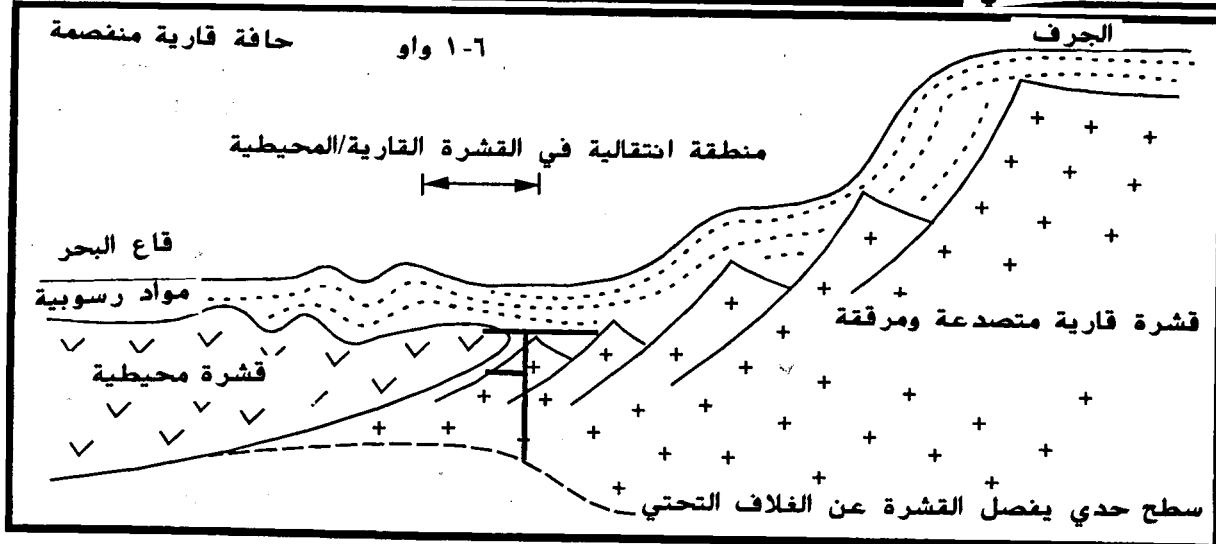 الجرف
٦-١ واو
حافة قارية منفصمة
منطقة انتقالية في القشرة القارية/المحيطية
قاع البحر
مواد رسوبية
قشرة محيطية
قشرة قارية متصدعة ومرققة
سطح حدي يفصل القشرة عن الغلاف التحتي